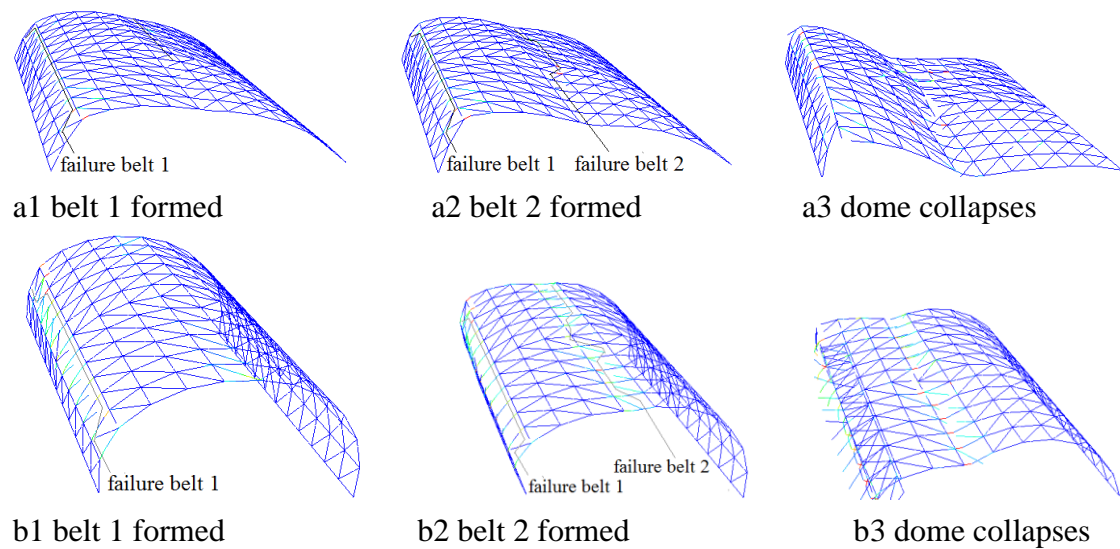 failure belt 1
failure belt 1
failure belt 2
a1 belt 1 formed
a2 belt 2 formed
a3 dome collapses
failure belt 1
failure belt 1
failure belt 2
b1 belt 1 formed
b2 belt 2 formed
b3 dome collapses